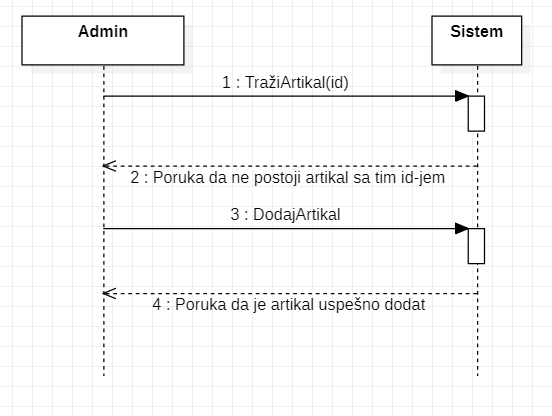 Admin
Sistem
1 : TražiArtikal(id)
2 : Poruka da ne postoji artikal sa tim id-jem
3 : DodajArtikal
4 : Poruka da je artikal uspešno dodat